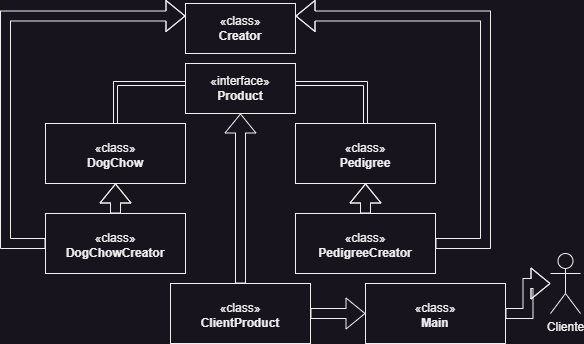 «class»
Creator
«interface»
Product
«class»
DogChow
«class»
Pedigree
«class»
DogChowCreator
«class»
PedigreeCreator
«class»
ClientProduct
«class»
Main
Cliente